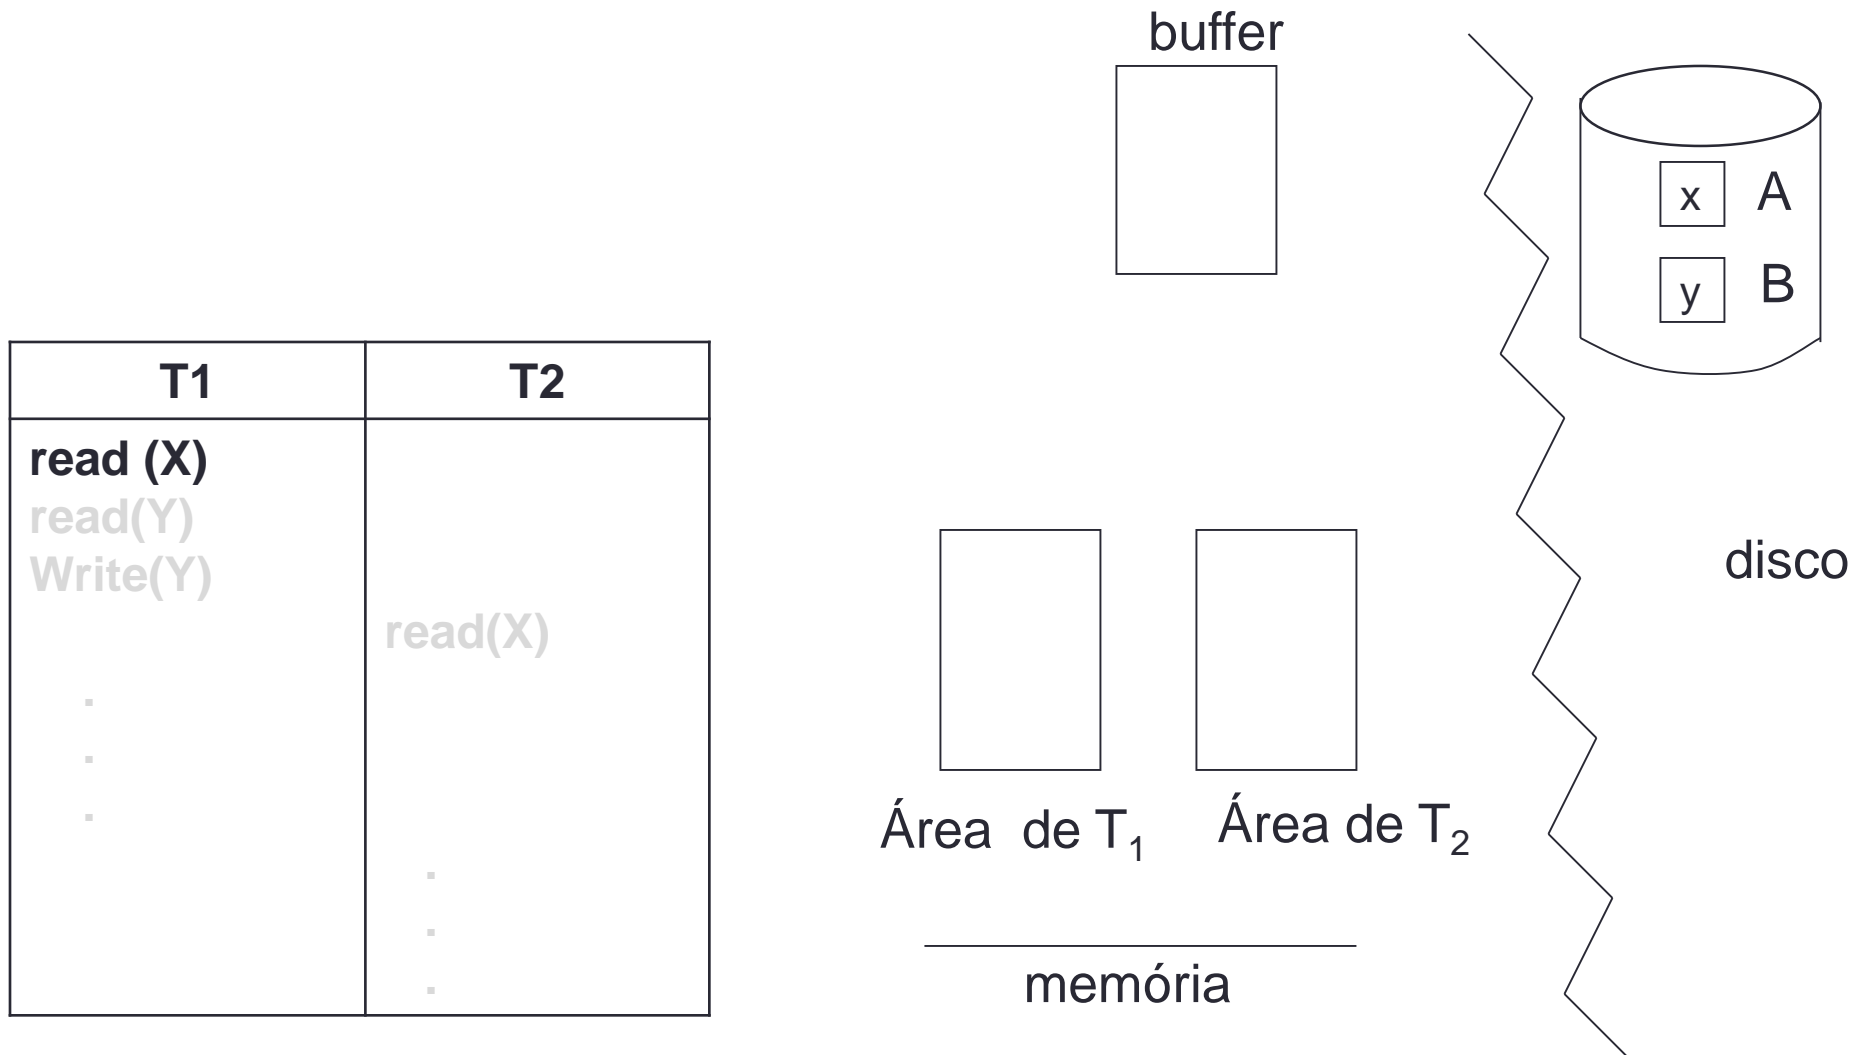 buffer
x A
y B
T1 T2
read (X)
read(Y)
Write(Y)
read(X)
.
.
.
.
.
.
disco
Área de T1
Área de T2
memória